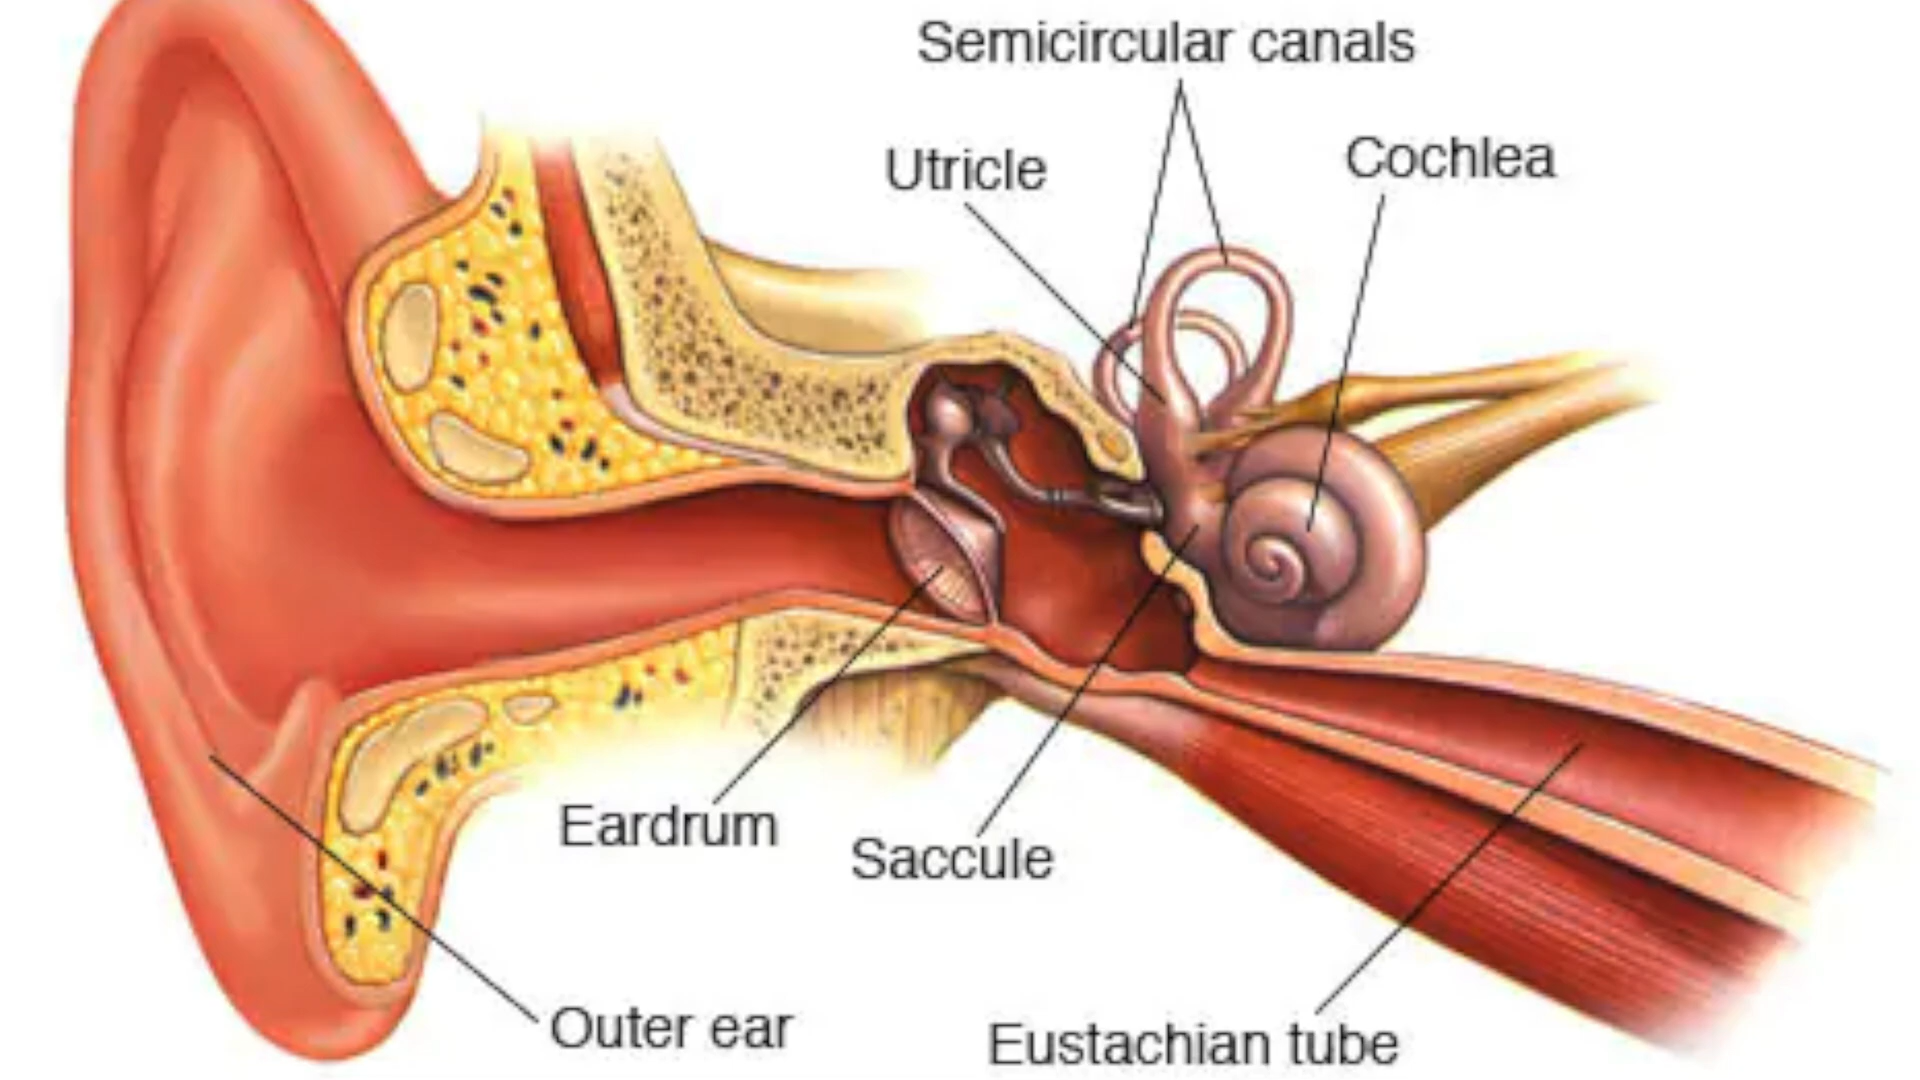 Semicircular canals
Utricle
Cochlea
Eardrum
Saccule
Outer ear
Eustachian tube